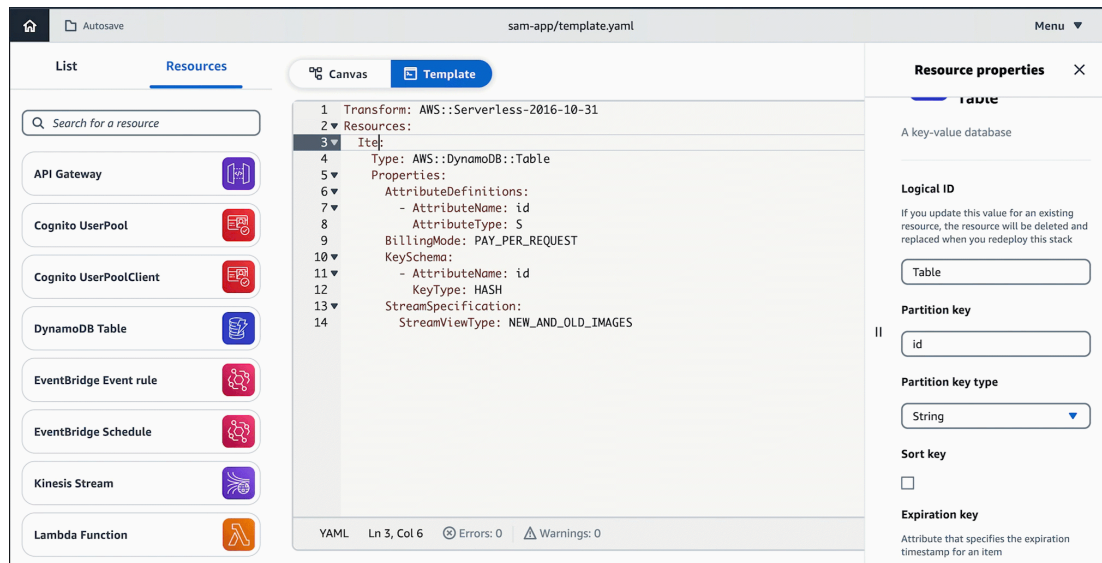 Autosave
sam-app/template.yaml
Menu
List
Resources
Search for a resource
API Gateway
Cognito UserPool
Cognito UserPoolClient
DynamoDB Table
EventBridge Event rule
EventBridge Schedule
Kinesis Stream
Lambda Function
Canvas
Template
1 Transform: AWS::Serverless-2016-10-31
2 Resources:
3 Ite:
4 Type: AWS::DynamoDB::Table
5 Properties:
6 AttributeDefinitions:
7 - AttributeName: id
8 AttributeType: S
9 BillingMode: PAY_PER_REQUEST
10 KeySchema:
11 - AttributeName: id
12 KeyType: HASH
13 StreamSpecification:
14 StreamViewType: NEW_AND_OLD_IMAGES
YAML Ln 3, Col 6 Errors: 0 Warnings: 0
Resource properties
Table
A key-value database
Logical ID
If you update this value for an existing
resource, the resource will be deleted and
replaced when you redeploy this stack
Table
Partition key
id
Partition key type
String
Sort key
Expiration key
Attribute that specifies the expiration
timestamp for an item